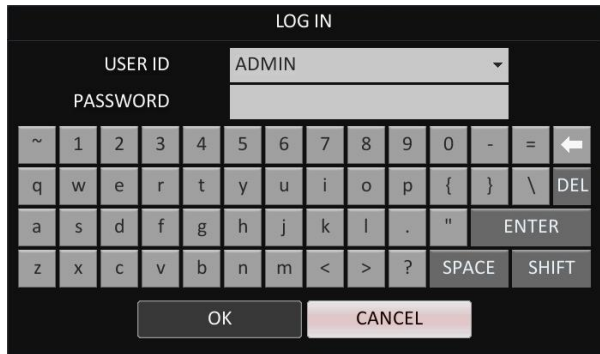 LOG IN
USER ID ADMIN
PASSWORD
~ 1 2 3 4 5 6 7 8 9 0 - =
q w e r t y u i o p { } \ DEL
a s d f g h j k l . " ENTER
z x c v b n m < > ? SPACE SHIFT
OK CANCEL